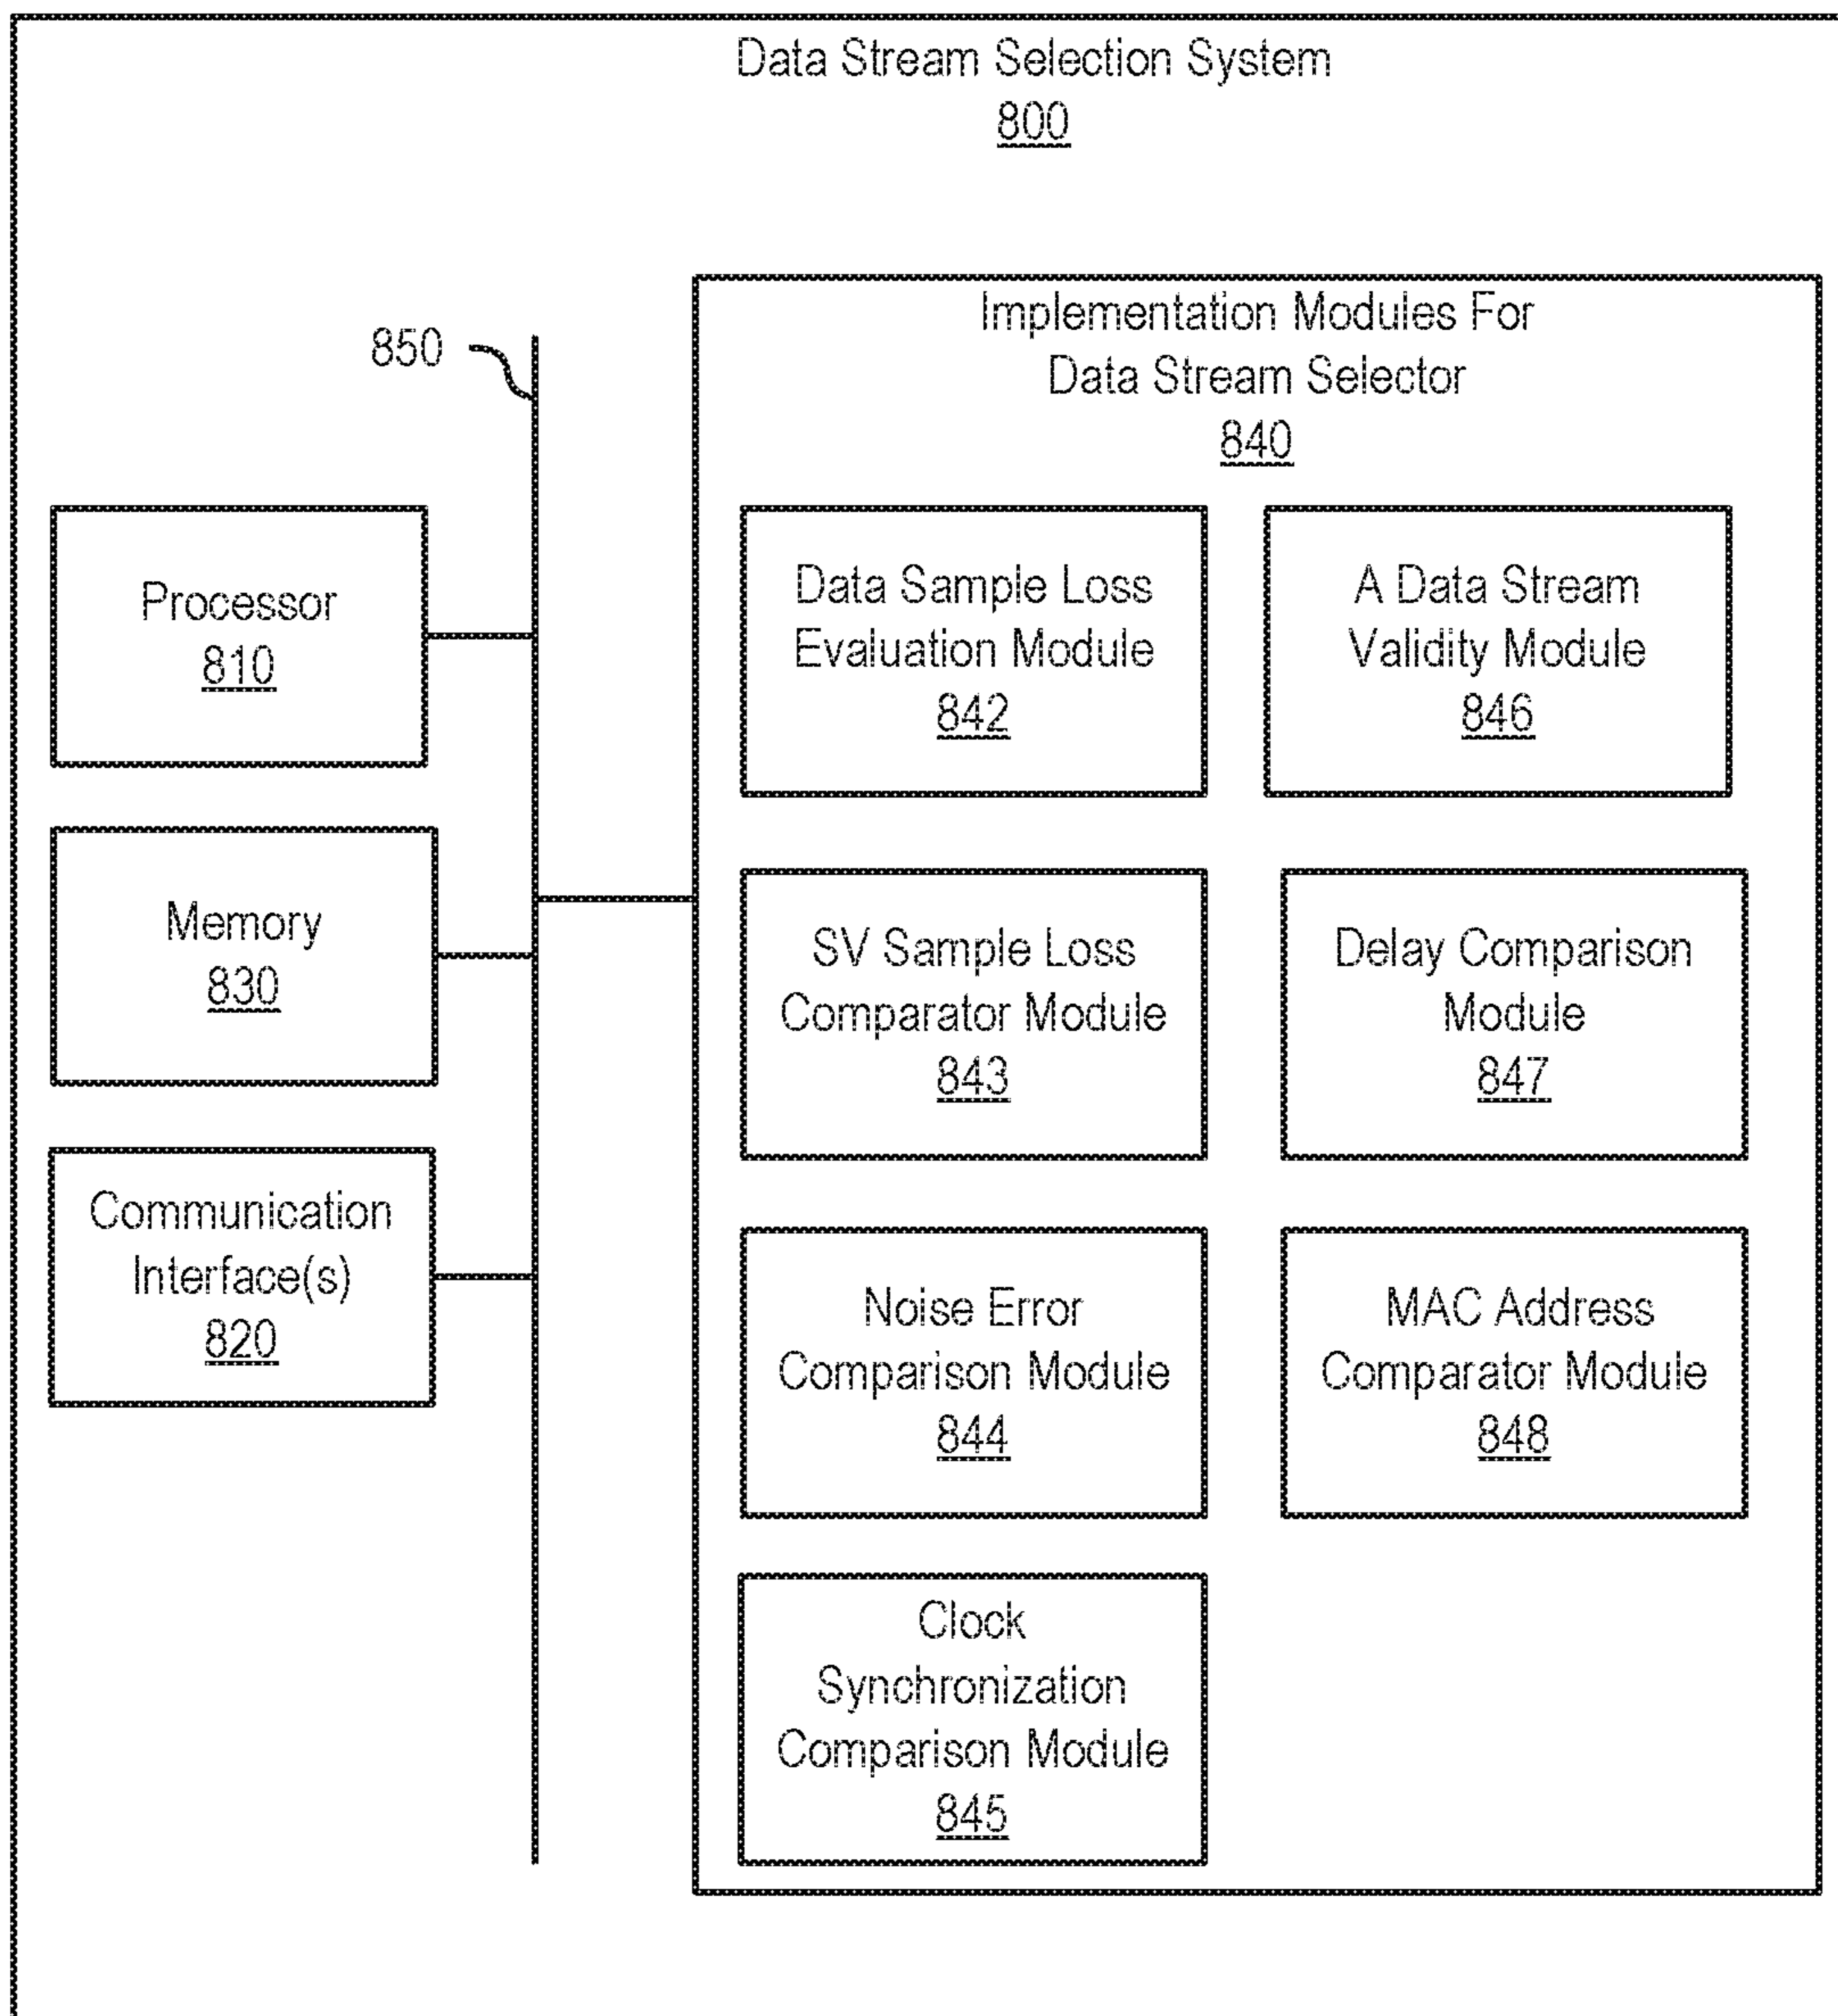 Data Stream Selection System
800
850
Implementation Modules For
Data Stream Selector
840
Processor
810
Memory
830
Communication
Interface(s)
820
Data Sample Loss
Evaluation Module
842
A Data Stream
Validity Module
846
SV Sample Loss
Comparator Module
843
Delay Comparison
Module
847
Noise Error
Comparison Module
844
MAC Address
Comparator Module
848
Clock
Synchronization
Comparison Module
845